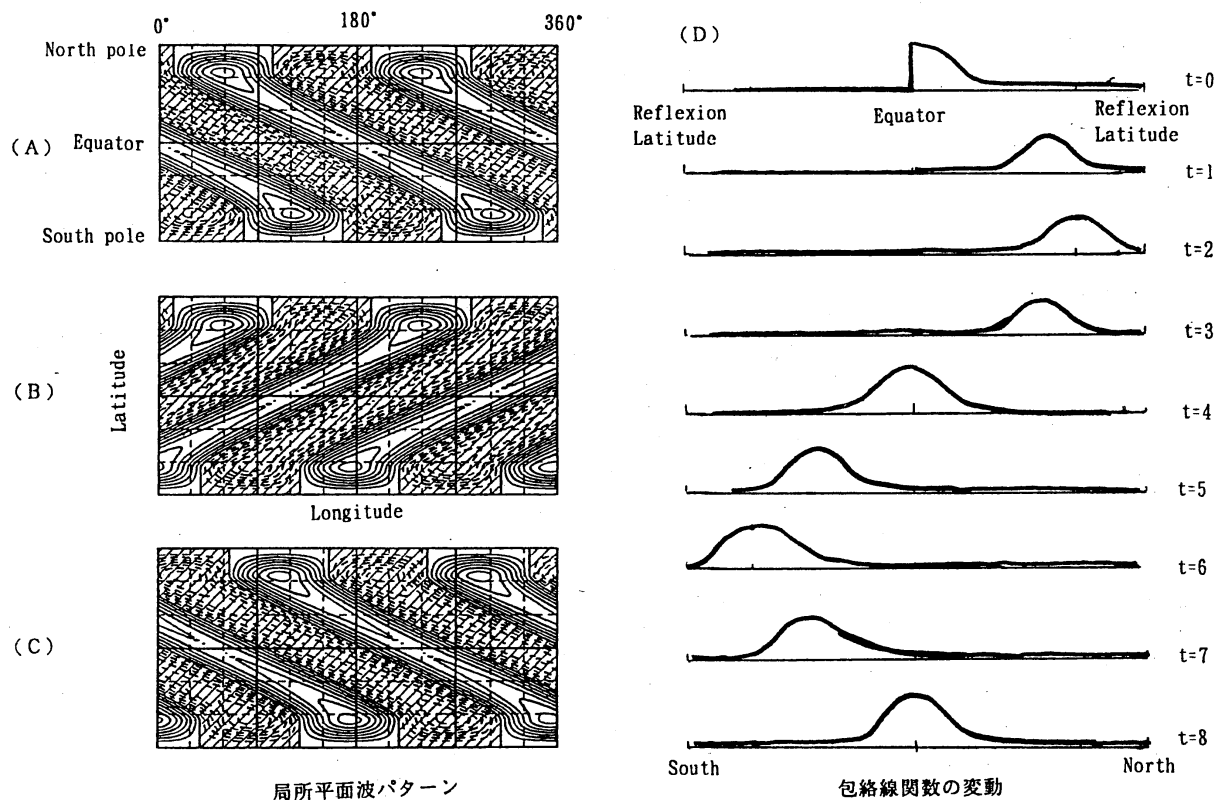 0°
180°
360°
North pole
(A)
Equator
South pole
(B)
Latitude
Longitude
(C)
局所平面波パターン
(D)
t=0
Reflexion
Latitude
Equator
Reflexion
Latitude
t=1
t=2
t=3
t=4
t=5
t=6
t=7
t=8
South
North
包絡線関数の変動